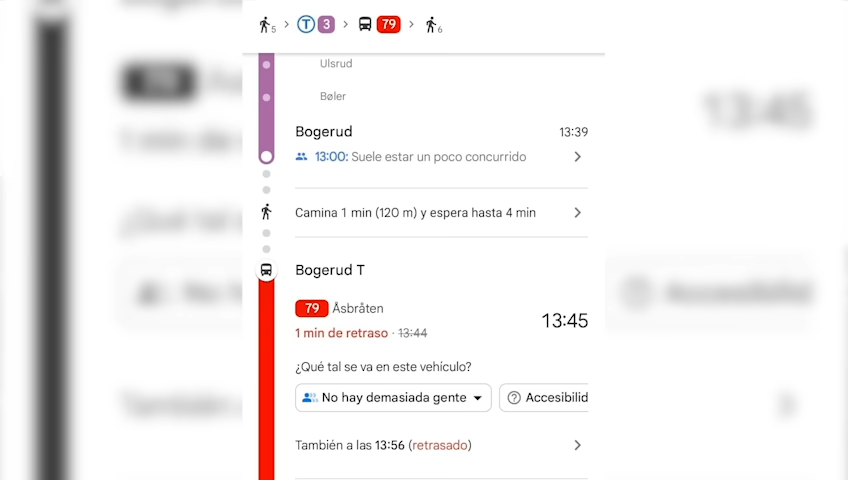 5 T 3 79 6
Ulsrud
Bøler
Bogerud 13:39
13:00: Suele estar un poco concurrido
Camina 1 min (120 m) y espera hasta 4 min
Bogerud T
79 Åsbråten
13:45
1 min de retraso · 13:44
¿Qué tal se va en este vehículo?
No hay demasiada gente Accesibilid
También a las 13:56 (retrasado)